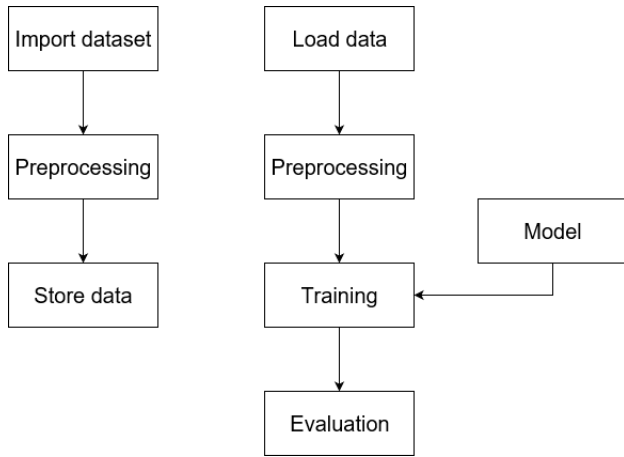 Import dataset
Preprocessing
Store data
Load data
Preprocessing
Training
Evaluation
Model